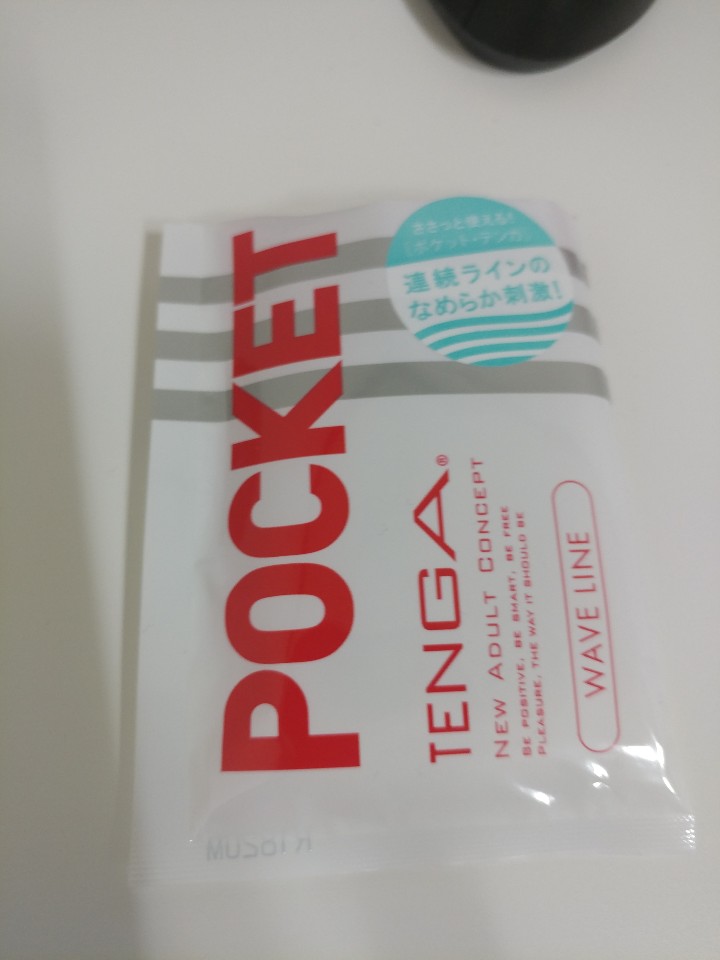 POCKET
TENGA®
NEW ADULT CONCEPT
BE POSITIVE, BE SMART, BE FREE
PLEASURE, THE WAY IT SHOULD BE
WAVE LINE
ささっと使える!
「ポケット・テンガ」
連続ラインの
なめらか刺激!